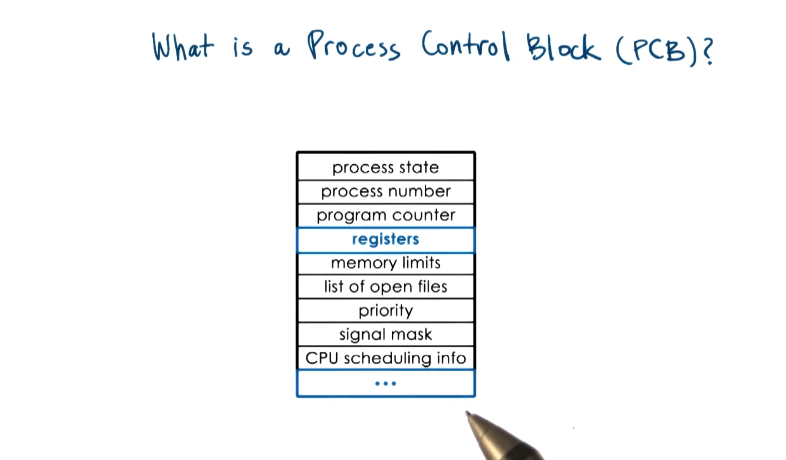 What is a Process Control Block (PCB)?
process state
process number
program counter
registers
memory limits
list of open files
priority
signal mask
CPU scheduling info
•••